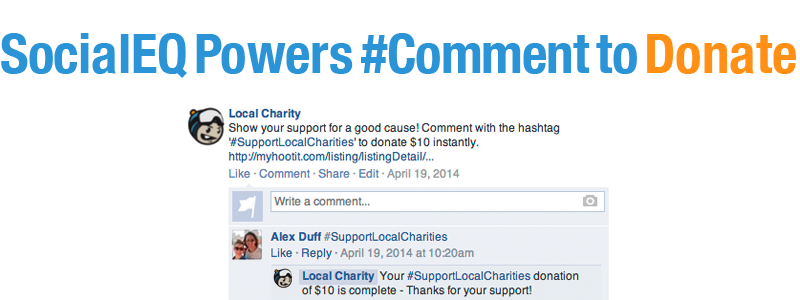 SocialEQ Powers #Comment to Donate
Local Charity
Show your support for a good cause! Comment with the hashtag
'#SupportLocalCharities' to donate $10 instantly.
http://myhootit.com/listing/listingDetail/...
Like · Comment · Share · Edit · April 19, 2014
Write a comment...
Alex Duff #SupportLocalCharities
Like · Reply · April 19, 2014 at 10:20am
Local Charity Your #SupportLocalCharities donation
of $10 is complete - Thanks for your support!